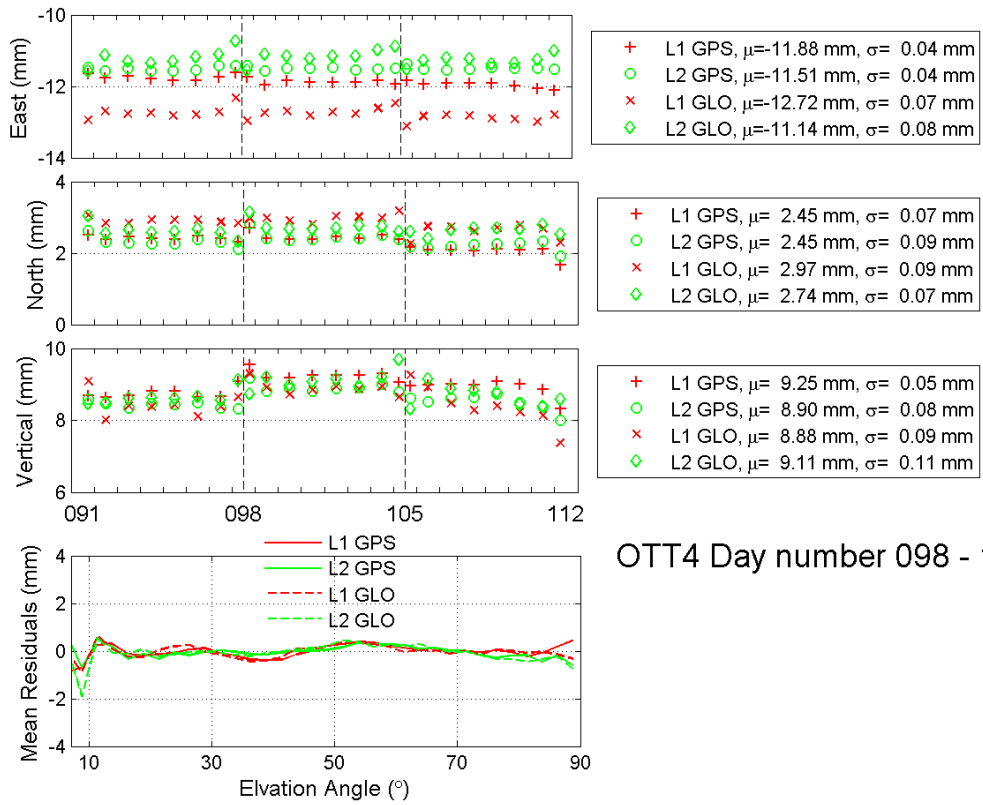 East (mm)
-10
-12
-14
+ L1 GPS, μ=-11.88 mm, σ= 0.04 mm
○ L2 GPS, μ=-11.51 mm, σ= 0.04 mm
× L1 GLO, μ=-12.72 mm, σ= 0.07 mm
◇ L2 GLO, μ=-11.14 mm, σ= 0.08 mm
North (mm)
4
2
0
+ L1 GPS, μ= 2.45 mm, σ= 0.07 mm
○ L2 GPS, μ= 2.45 mm, σ= 0.09 mm
× L1 GLO, μ= 2.97 mm, σ= 0.09 mm
◇ L2 GLO, μ= 2.74 mm, σ= 0.07 mm
Vertical (mm)
10
8
6
+ L1 GPS, μ= 9.25 mm, σ= 0.05 mm
○ L2 GPS, μ= 8.90 mm, σ= 0.08 mm
× L1 GLO, μ= 8.88 mm, σ= 0.09 mm
◇ L2 GLO, μ= 9.11 mm, σ= 0.11 mm
091 098 105 112
OTT4 Day number 098 -
Mean Residuals (mm)
4
2
0
-2
-4
L1 GPS
L2 GPS
L1 GLO
L2 GLO
10 30 50 70 90
Elvation Angle (°)